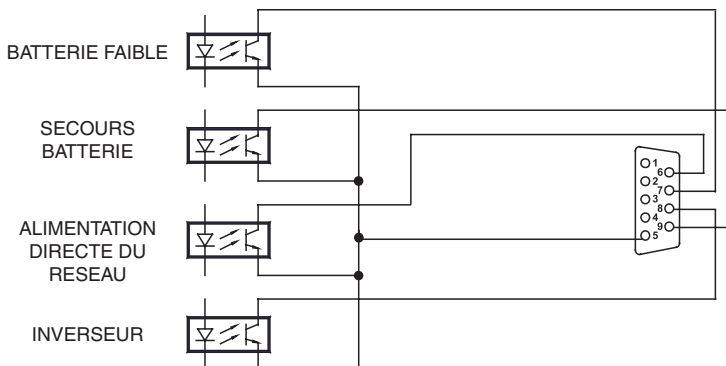 BATTERIE FAIBLE
SECOURS
BATTERIE
ALIMENTATION
DIRECTE DU
RESEAU
INVERSEUR
1
6
2
7
3
8
4
9
5